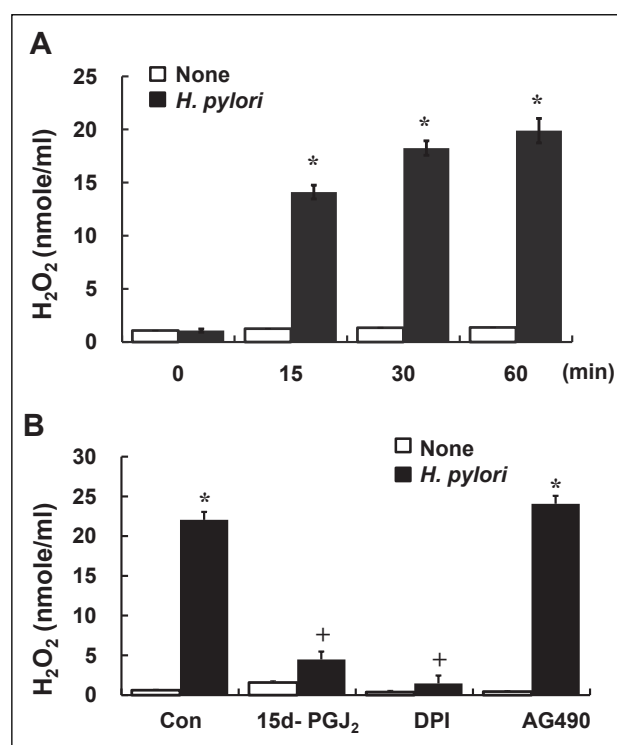 A
None
H. pylori
H₂O₂ (nmole/ml)
25
20
15
10
5
0
* * *
0 15 30 60 (min)
B
None
H. pylori
H₂O₂ (nmole/ml)
30
25
20
15
10
5
0
* + + *
Con 15d- PGJ₂ DPI AG490